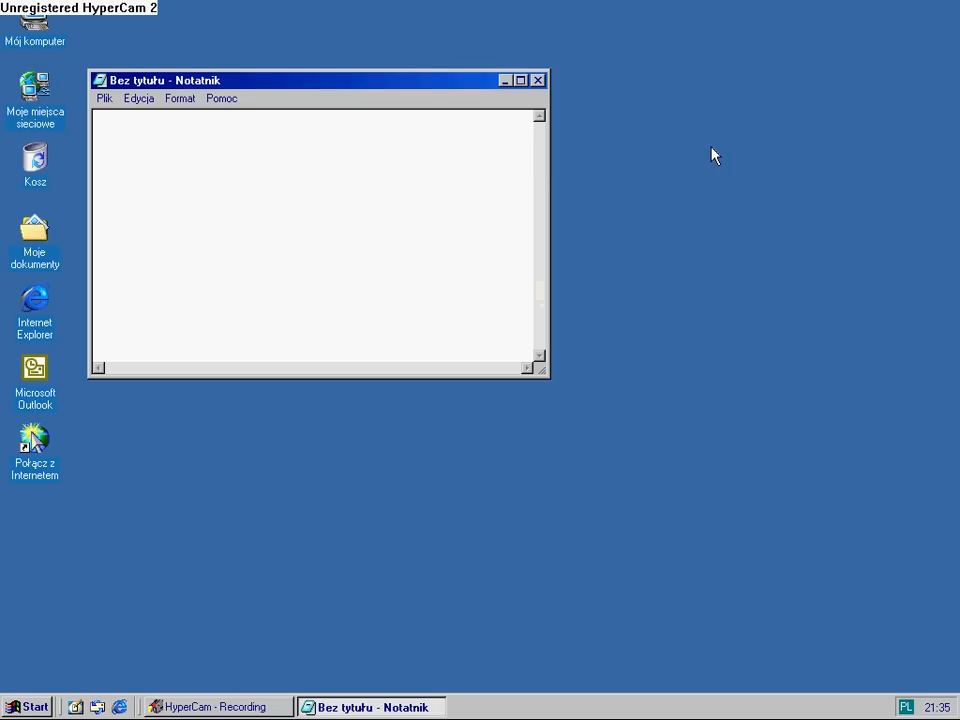 Unregistered HyperCam 2
Mój komputer
Moje miejsca
sieciowe
Kosz
Moje
dokumenty
Internet
Explorer
Microsoft
Outlook
Połącz z
Internetem
Bez tytułu - Notatnik
Plik Edycja Format Pomoc
Start HyperCam - Recording Bez tytułu - Notatnik PL 21:35